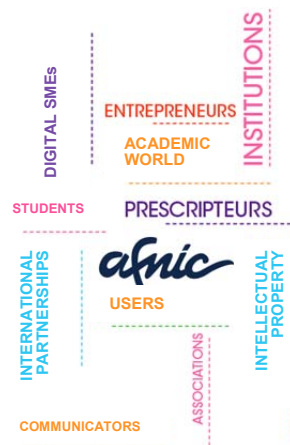 DIGITAL SMEs
INSTITUTIONS
ENTREPRENEURS
ACADEMIC
WORLD
STUDENTS
PRESCRIPTEURS
afnic
INTERNATIONAL
PARTNERSHIPS
USERS
INTELLECTUAL
PROPERTY
ASSOCIATIONS
COMMUNICATORS